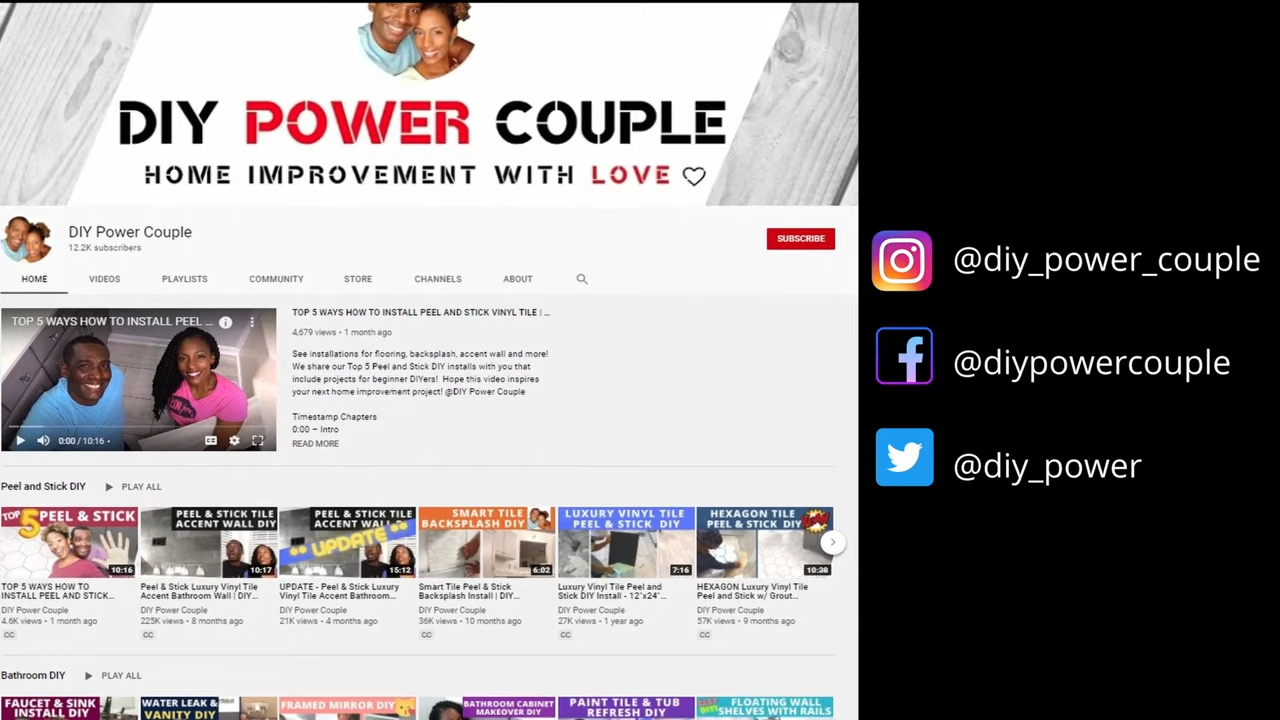 DIY POWER COUPLE
HOME IMPROVEMENT WITH LOVE
DIY Power Couple
12.2K subscribers
SUBSCRIBE
HOME VIDEOS PLAYLISTS COMMUNITY STORE CHANNELS ABOUT
TOP 5 WAYS HOW TO INSTALL PEEL ...
0:00 / 10:16
TOP 5 WAYS HOW TO INSTALL PEEL AND STICK VINYL TILE | ...
4,679 views • 1 month ago
See installations for flooring, backsplash, accent wall and more!
We share our Top 5 Peel and Stick DIY installs with you that
include projects for beginner DIYers! Hope this video inspires
your next home improvement project! @DIY Power Couple
Timestamp Chapters
0:00 – Intro
READ MORE
@diy_power_couple
@diypowercouple
@diy_power
Peel and Stick DIY PLAY ALL
TOP 5 PEEL & STICK
10:16
TOP 5 WAYS HOW TO
INSTALL PEEL AND STICK...
DIY Power Couple
4.6K views • 1 month ago
CC
PEEL & STICK TILE
ACCENT WALL DIY
10:17
Peel & Stick Luxury Vinyl Tile
Accent Bathroom Wall | DIY...
DIY Power Couple
225K views • 8 months ago
CC
PEEL & STICK TILE
ACCENT WALL
** UPDATE **
15:12
UPDATE - Peel & Stick Luxury
Vinyl Tile Accent Bathroom...
DIY Power Couple
21K views • 4 months ago
SMART TILE
BACKSPLASH DIY
6:02
Smart Tile Peel & Stick
Backsplash Install | DIY...
DIY Power Couple
36K views • 10 months ago
CC
LUXURY VINYL TILE
PEEL & STICK DIY
7:16
Luxury Vinyl Tile Peel and
Stick DIY Install - 12"x24"...
DIY Power Couple
27K views • 1 year ago
CC
HEXAGON TILE
PEEL & STICK DIY
10:38
HEXAGON Luxury Vinyl Tile
Peel and Stick w/ Grout...
DIY Power Couple
57K views • 9 months ago
CC
Bathroom DIY PLAY ALL
FAUCET & SINK
INSTALL DIY
WATER LEAK &
VANITY DIY
FRAMED MIRROR DIY
BATHROOM CABINET
MAKEOVER DIY
PAINT TILE & TUB
REFRESH DIY
FLOATING WALL
SHELVES WITH RAILS